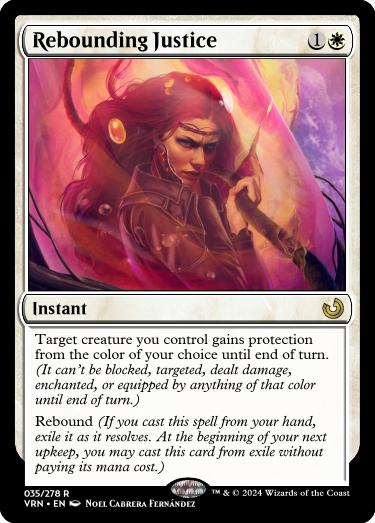 Rebounding Justice 1
Instant
Target creature you control gains protection
from the color of your choice until end of turn.
(It can't be blocked, targeted, dealt damage,
enchanted, or equipped by anything of that color
until end of turn.)
Rebound (If you cast this spell from your hand,
exile it as it resolves. At the beginning of your next
upkeep, you may cast this card from exile without
paying its mana cost.)
035/278 R
VRN • EN Noel Cabrera Fernández ™ & © 2024 Wizards of the Coast